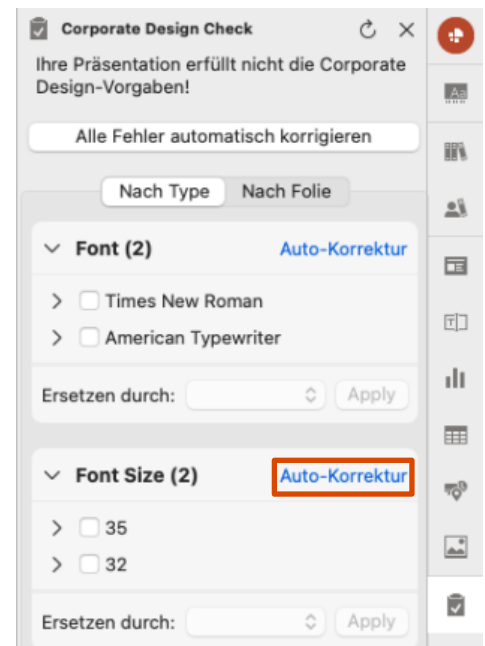 Corporate Design Check
Ihre Präsentation erfüllt nicht die Corporate
Design-Vorgaben!
Alle Fehler automatisch korrigieren
Nach Type Nach Folie
Font (2) Auto-Korrektur
Times New Roman
American Typewriter
Ersetzen durch: Apply
Font Size (2) Auto-Korrektur
35
32
Ersetzen durch: Apply
Aa
T